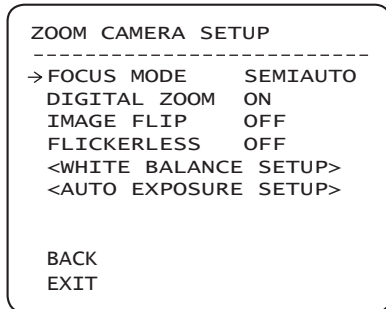 ZOOM CAMERA SETUP
--------------------------
→FOCUS MODE SEMIAUTO
DIGITAL ZOOM ON
IMAGE FLIP OFF
FLICKERLESS OFF
<WHITE BALANCE SETUP>
<AUTO EXPOSURE SETUP>
BACK
EXIT